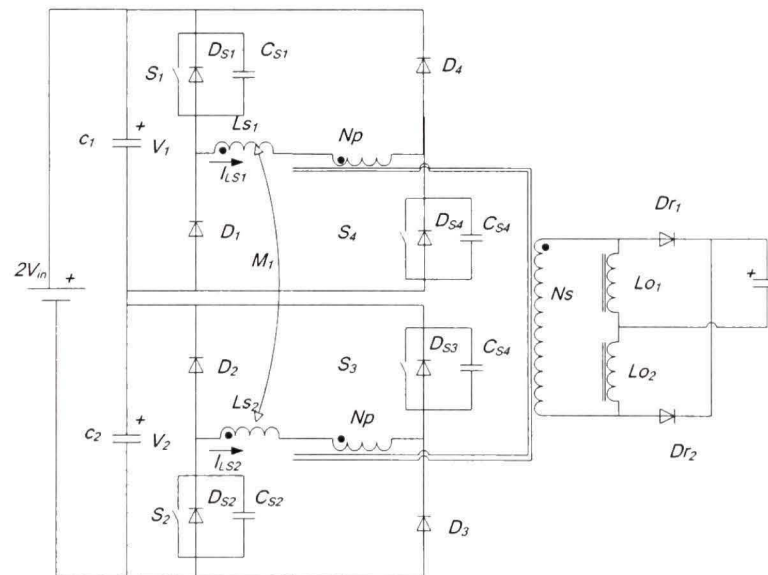 D_S1 C_S1
S_1
D_4
c_1 + V_1
Ls_1 Np
I_LS1
D_1
M_1
S_4
D_S4 C_S4
2V_in +
Ns
Dr_1
Lo_1
+
Lo_2
Dr_2
D_2
S_3
D_S3 C_S4
Ls_2 Np
c_2 + V_2
I_LS2
D_S2 C_S2
S_2
D_3